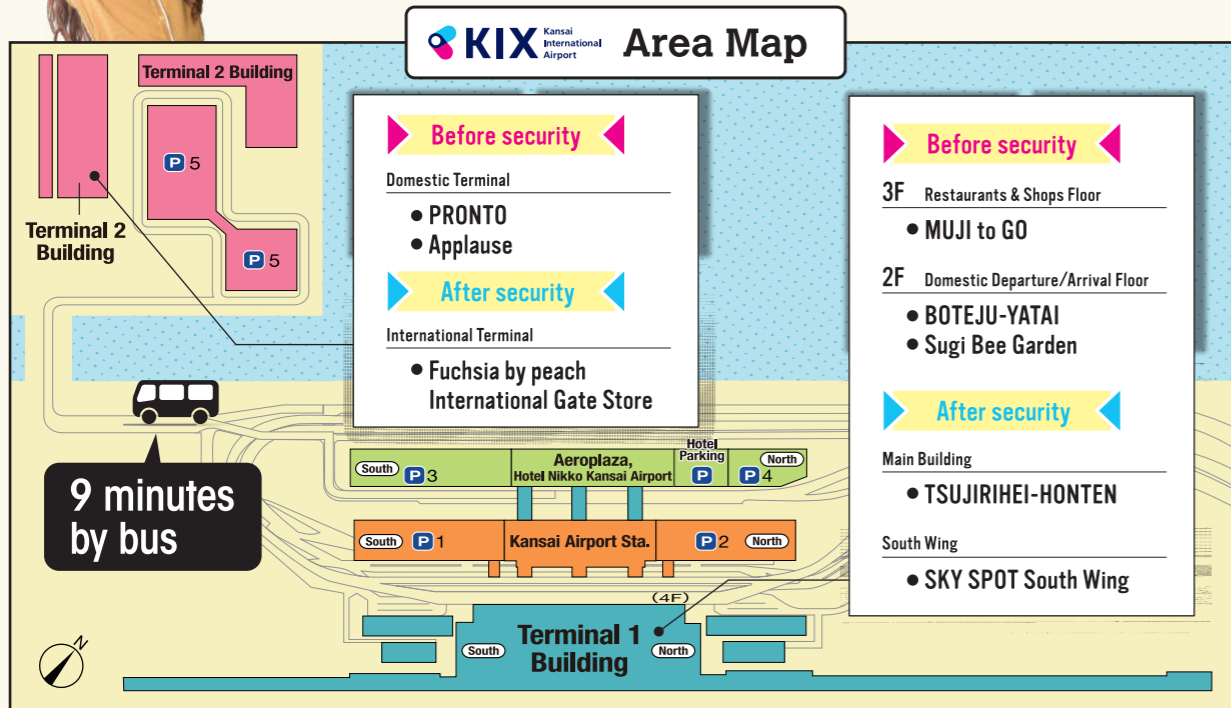 KIX Kansai International Airport Area Map
Terminal 2 Building
P 5
P 5
Terminal 2
Building
Before security
Domestic Terminal
• PRONTO
• Applause
After security
International Terminal
• Fuchsia by peach
International Gate Store
Before security
3F Restaurants & Shops Floor
• MUJI to GO
2F Domestic Departure/Arrival Floor
• BOTEJU-YATAI
• Sugi Bee Garden
After security
Main Building
• TSUJIRIHEI-HONTEN
South Wing
• SKY SPOT South Wing
9 minutes
by bus
South P 3
Aeroplaza,
Hotel Nikko Kansai Airport
Hotel
Parking
P
P 4 North
South P 1
Kansai Airport Sta.
P 2 North
(4F)
Terminal 1
Building
South
North
N